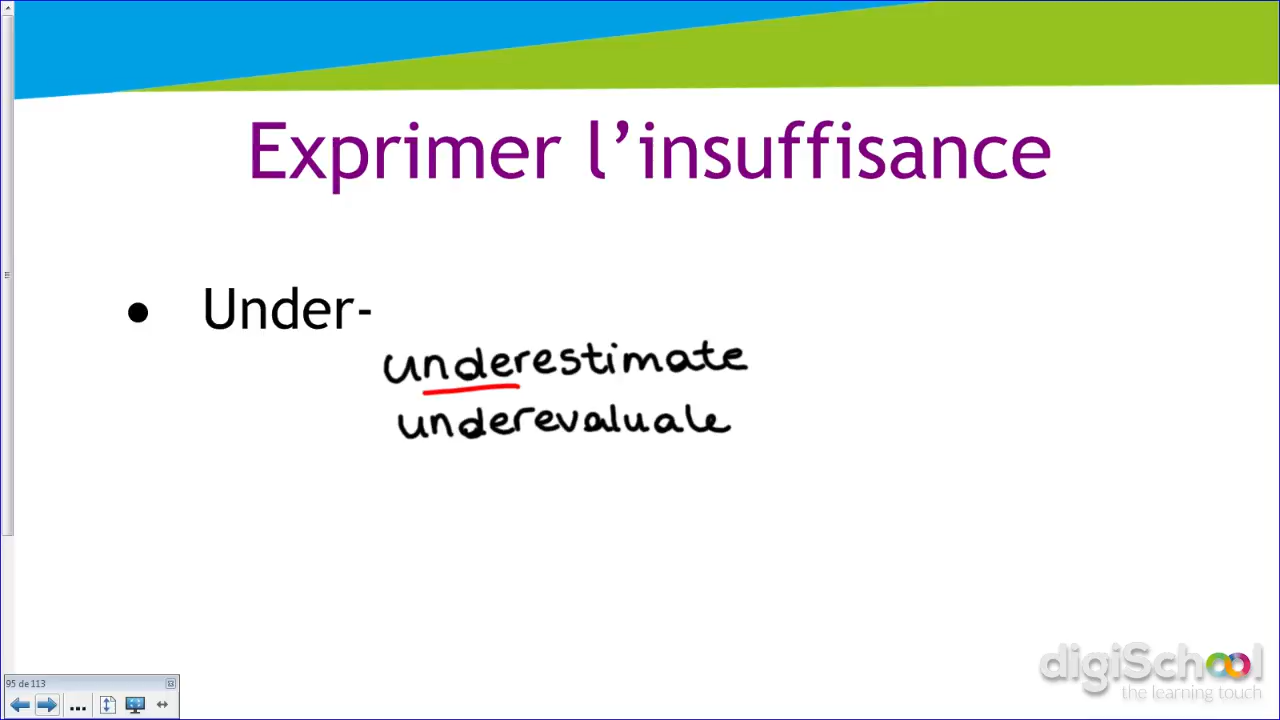 Exprimer l'insuffisance
• Under-
underestimate
underevaluate
digiSchool
the learning touch
95 de 113